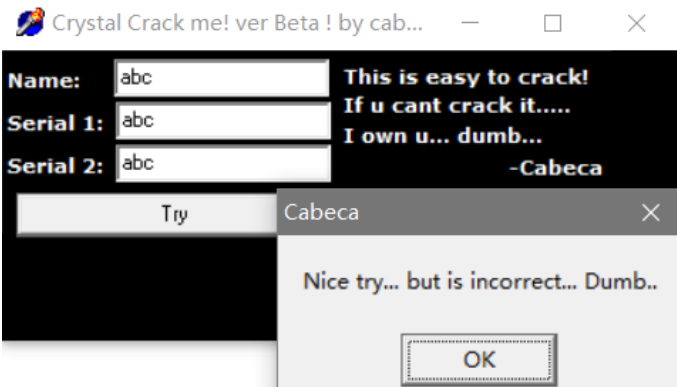 Crystal Crack me! ver Beta ! by cab...
Name:
abc
This is easy to crack!
If u cant crack it.....
Serial 1:
abc
I own u... dumb...
Serial 2:
abc
-Cabeca
Try
Cabeca
Nice try... but is incorrect... Dumb..
OK